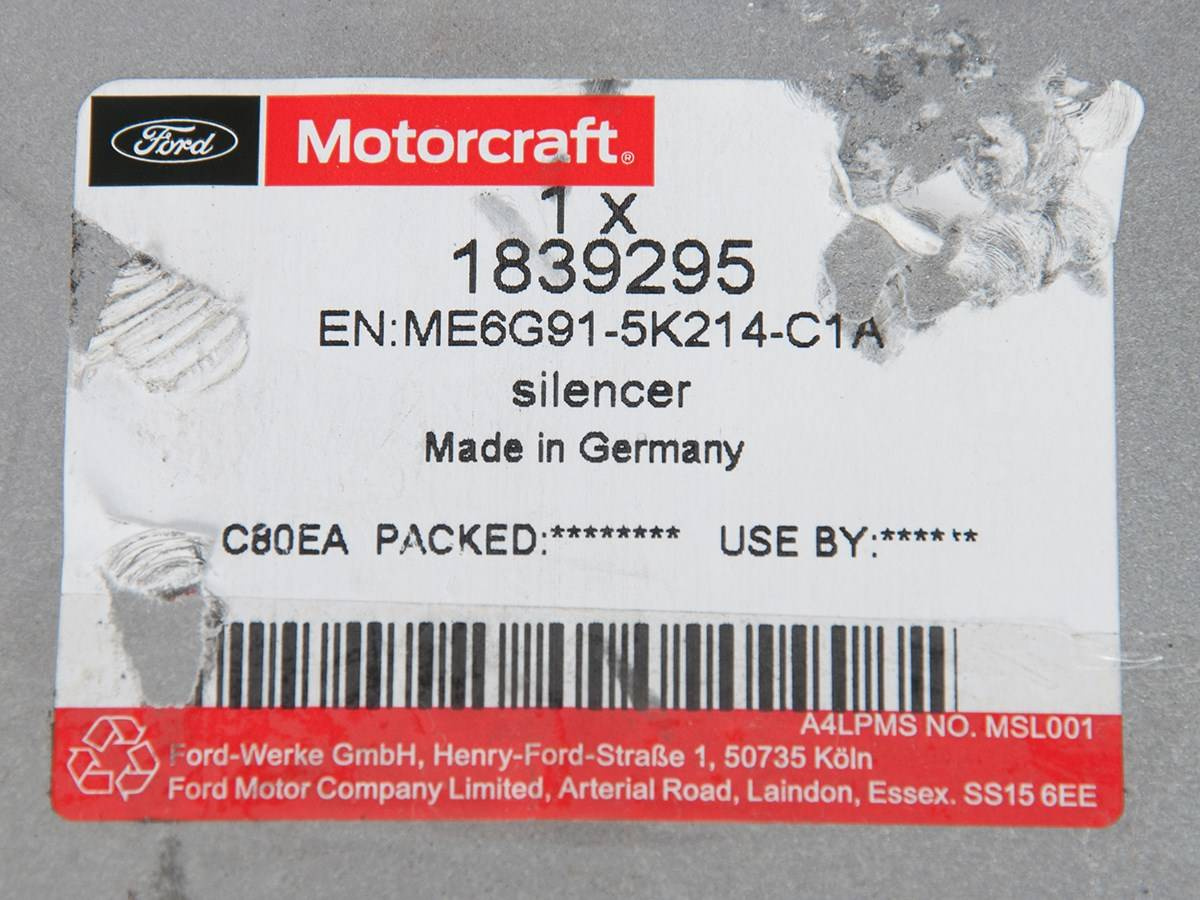 Ford Motorcraft®
1 x
1839295
EN:ME6G91-5K214-C1A
silencer
Made in Germany
C80EA PACKED:******** USE BY:******
A4LPMS NO. MSL001
Ford-Werke GmbH, Henry-Ford-Straße 1, 50735 Köln
Ford Motor Company Limited, Arterial Road, Laindon, Essex. SS15 6EE